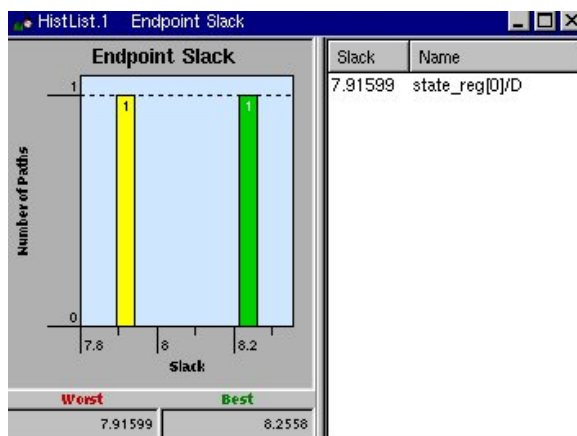 HistList.1 Endpoint Slack
Endpoint Slack
1
1
1
Number of Paths
0
7.8
8
8.2
Slack
Worst
Best
7.91599
8.2558
Slack
Name
7.91599
state_reg[0]/D